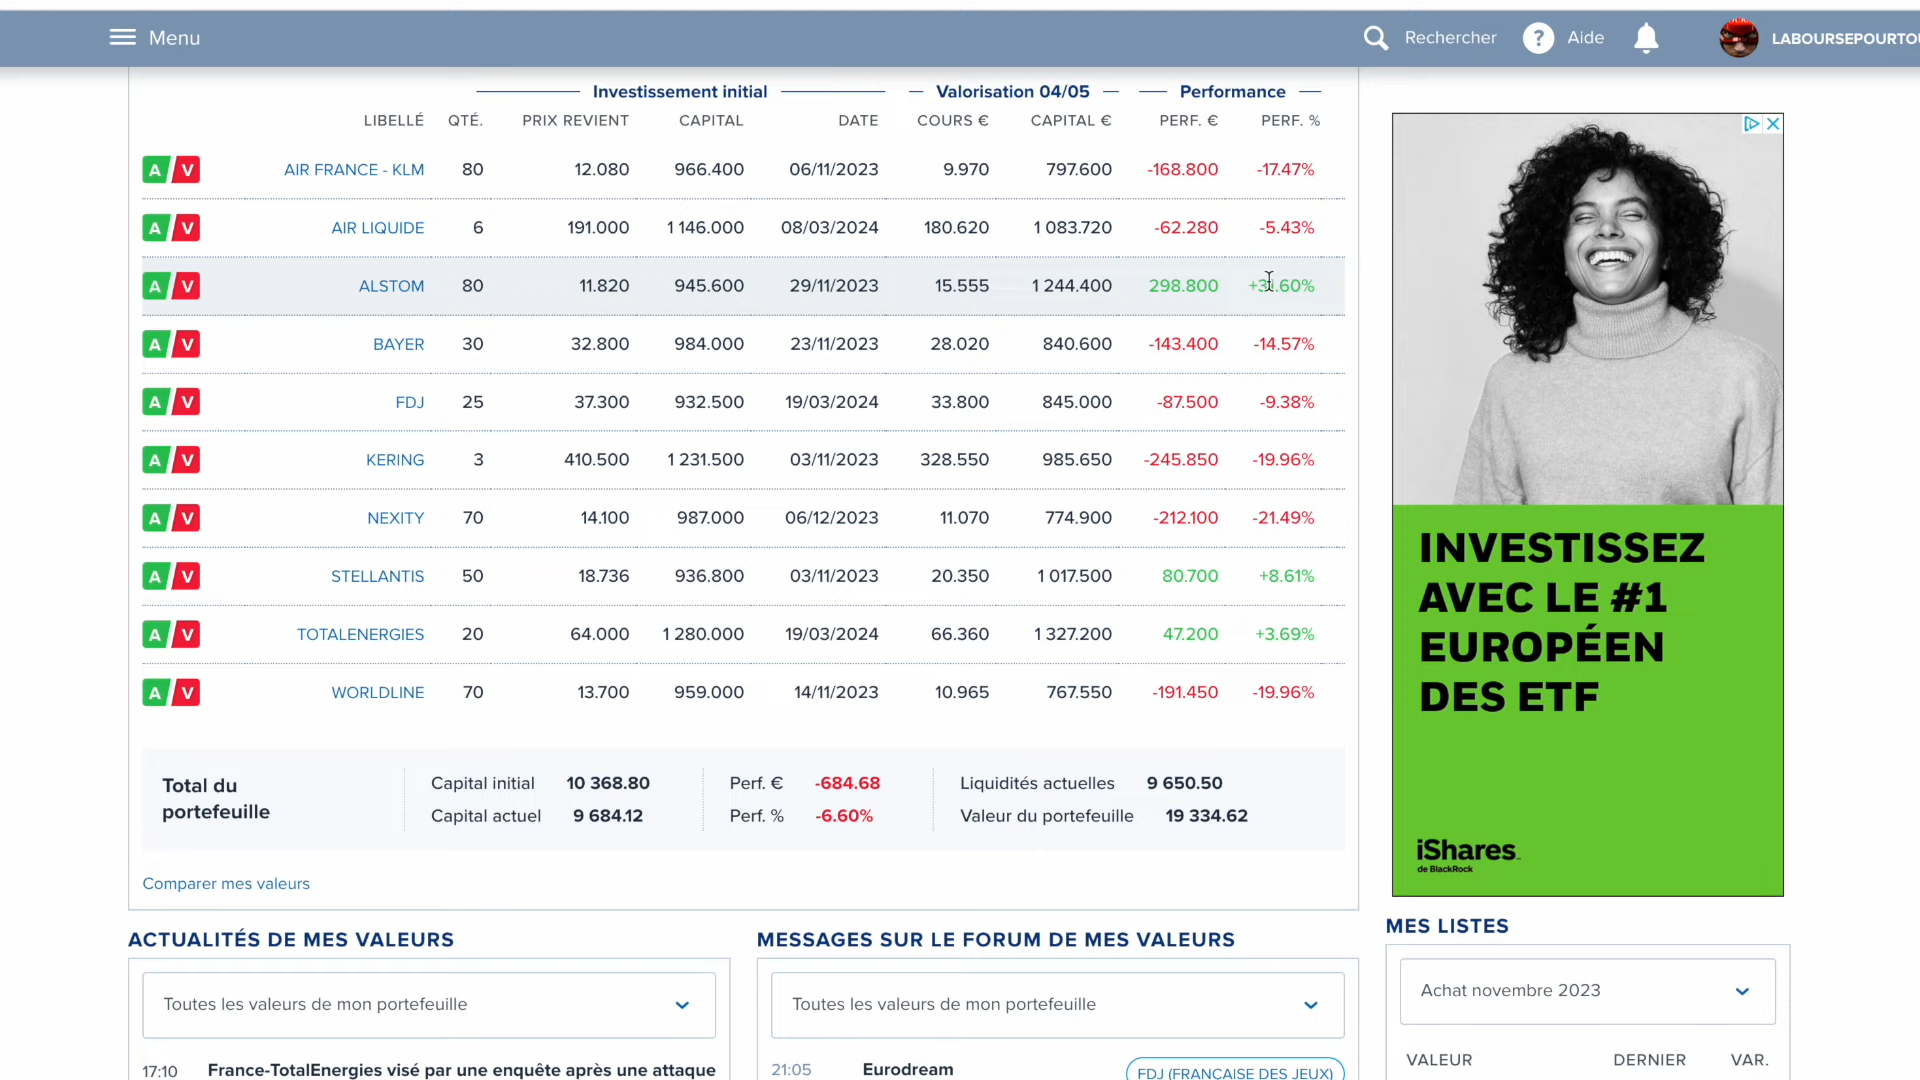 Menu
Rechercher
? Aide
LABOURSEPOURTOU
Investissement initial Valorisation 04/05 Performance
LIBELLÉ QTÉ. PRIX REVIENT CAPITAL DATE COURS € CAPITAL € PERF. € PERF. %
A V AIR FRANCE - KLM 80 12.080 966.400 06/11/2023 9.970 797.600 -168.800 -17.47%
A V AIR LIQUIDE 6 191.000 1 146.000 08/03/2024 180.620 1 083.720 -62.280 -5.43%
A V ALSTOM 80 11.820 945.600 29/11/2023 15.555 1 244.400 298.800 +31.60%
A V BAYER 30 32.800 984.000 23/11/2023 28.020 840.600 -143.400 -14.57%
A V FDJ 25 37.300 932.500 19/03/2024 33.800 845.000 -87.500 -9.38%
A V KERING 3 410.500 1 231.500 03/11/2023 328.550 985.650 -245.850 -19.96%
A V NEXITY 70 14.100 987.000 06/12/2023 11.070 774.900 -212.100 -21.49%
A V STELLANTIS 50 18.736 936.800 03/11/2023 20.350 1 017.500 80.700 +8.61%
A V TOTALENERGIES 20 64.000 1 280.000 19/03/2024 66.360 1 327.200 47.200 +3.69%
A V WORLDLINE 70 13.700 959.000 14/11/2023 10.965 767.550 -191.450 -19.96%
Total du
portefeuille
Capital initial 10 368.80
Capital actuel 9 684.12
Perf. € -684.68
Perf. % -6.60%
Liquidités actuelles 9 650.50
Valeur du portefeuille 19 334.62
Comparer mes valeurs
INVESTISSEZ
AVEC LE #1
EUROPÉEN
DES ETF
iShares
de BlackRock
ACTUALITÉS DE MES VALEURS
Toutes les valeurs de mon portefeuille
17:10 France-TotalEnergies visé par une enquête après une attaque
MESSAGES SUR LE FORUM DE MES VALEURS
Toutes les valeurs de mon portefeuille
21:05 Eurodream FDJ (FRANCAISE DES JEUX)
MES LISTES
Achat novembre 2023
VALEUR DERNIER VAR.